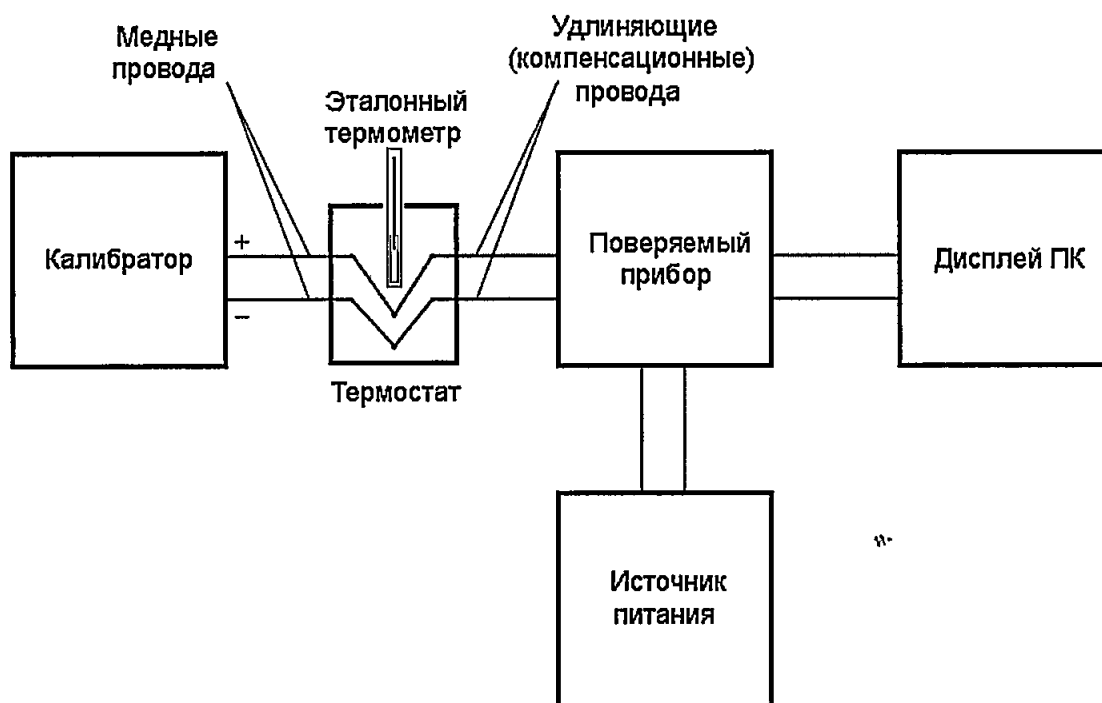 Медные
провода
Удлиняющие
(компенсационные)
провода
Эталонный
термометр
Калибратор
+
−
Термостат
Поверяемый
прибор
Дисплей ПК
Источник
питания